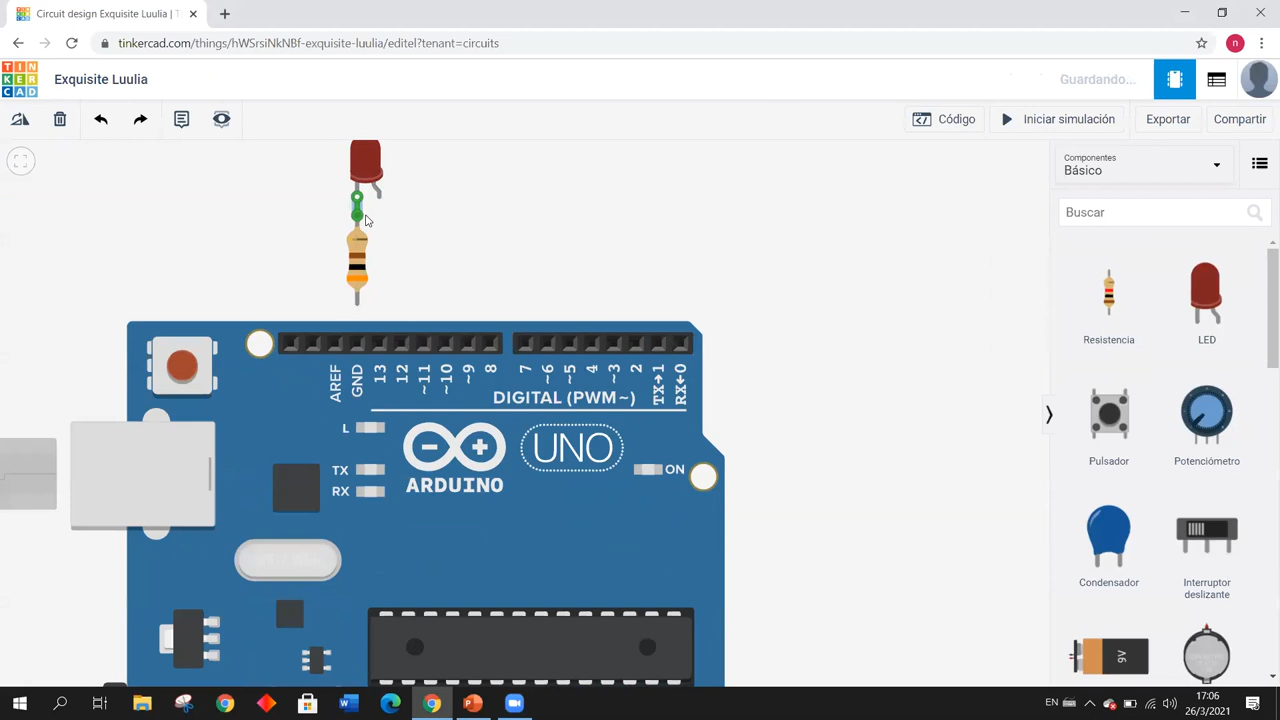 Circuit design Exquisite Luulia | T
tinkercad.com/things/hWSrsiNkNBf-exquisite-luulia/editel?tenant=circuits
n
TIN
KER
CAD
Exquisite Luulia
Guardando...
Código
Iniciar simulación
Exportar
Compartir
Componentes
Básico
Buscar
Resistencia
LED
Pulsador
Potenciómetro
Condensador
Interruptor
deslizante
9V
AREF
GND
13
12
~11
~10
~9
8
7
~6
~5
4
~3
2
TX→1
RX←0
DIGITAL (PWM~)
L
TX
RX
UNO
ARDUINO
ON
EN
17:06
26/3/2021